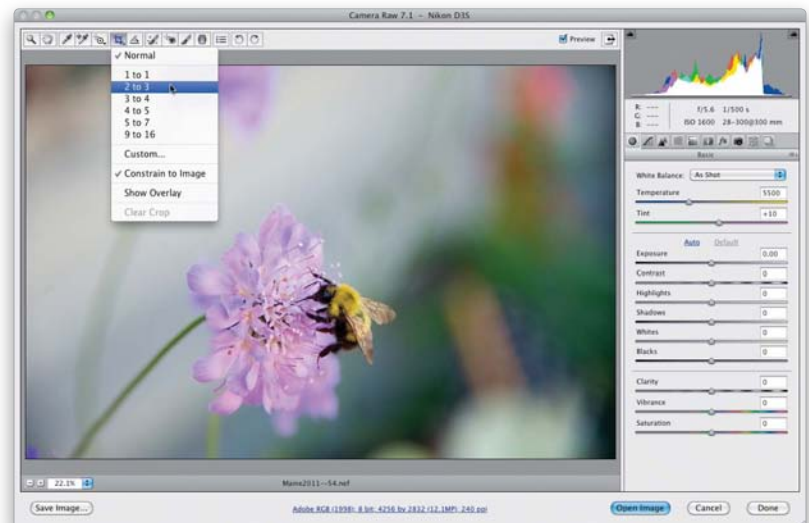 Camera Raw 7.1 – Nikon D3S
Preview
✓ Normal
1 to 1
2 to 3
3 to 4
4 to 5
5 to 7
9 to 16
Custom...
✓ Constrain to Image
Show Overlay
Clear Crop
R: ---
G: ---
B: ---
f/5.6 1/500 s
ISO 1600 28-300@300 mm
Basic
White Balance: As Shot
Temperature 5500
Tint +10
Auto Default
Exposure 0.00
Contrast 0
Highlights 0
Shadows 0
Whites 0
Blacks 0
Clarity 0
Vibrance 0
Saturation 0
22.1%
Maine2011--54.nef
Save Image...
Adobe RGB (1998); 8 bit; 4256 by 2832 (12.1MP); 240 ppi
Open Image
Cancel
Done